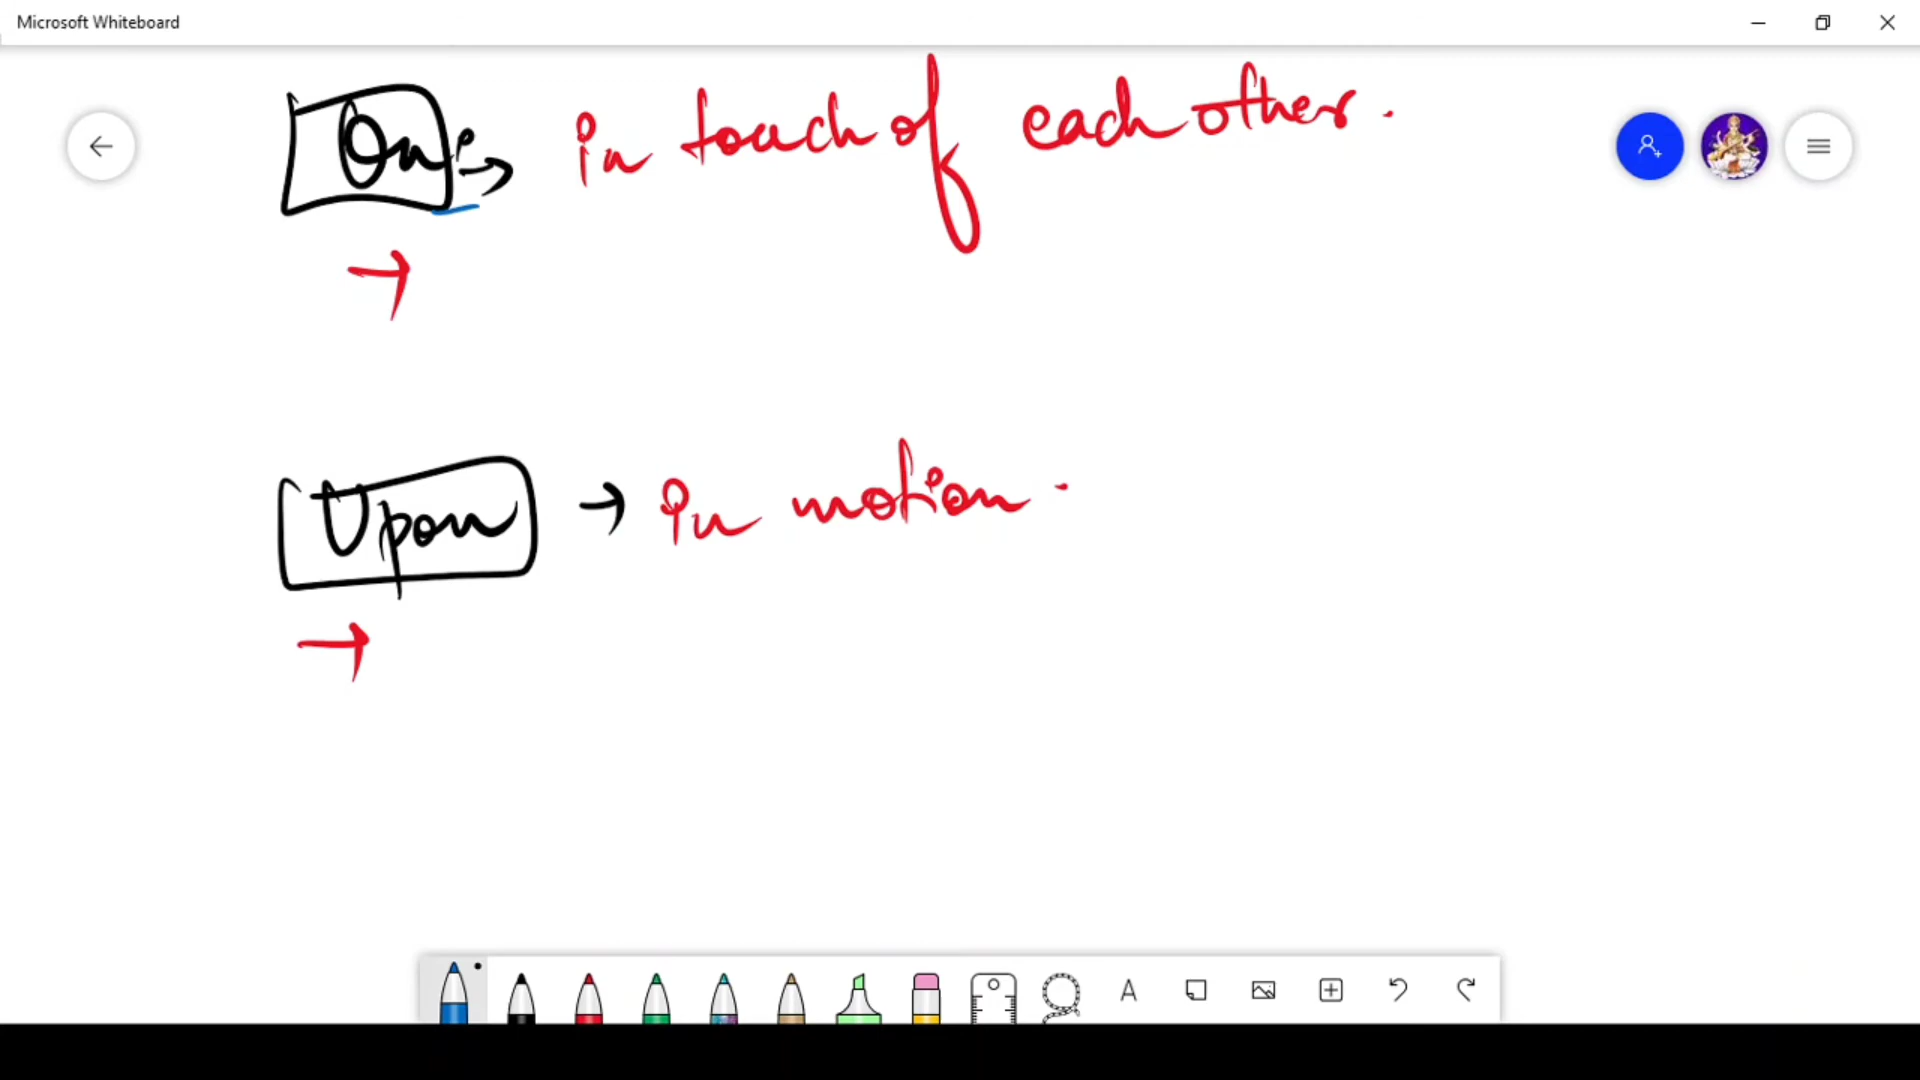 Microsoft Whiteboard
On :→ in touch of each other.
→
Upon → in motion.
→
A